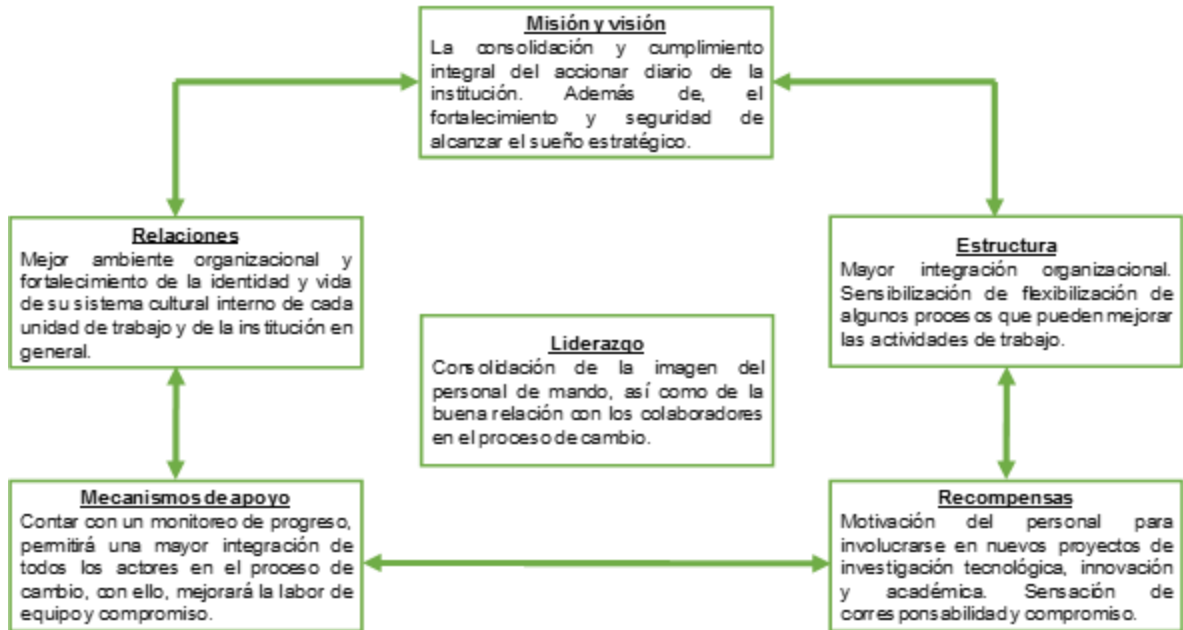 Misión y visión
La consolidación y cumplimiento
integral del accionar diario de la
institución. Además de, el
fortalecimiento y seguridad de
alcanzar el sueño estratégico.
Relaciones
Mejor ambiente organizacional y
fortalecimiento de la identidad y vida
de su sistema cultural interno de cada
unidad de trabajo y de la institución en
general.
Estructura
Mayor integración organizacional.
Sensibilización de flexibilización de
algunos procesos que pueden mejorar
las actividades de trabajo.
Liderazgo
Consolidación de la imagen del
personal de mando, así como de la
buena relación con los colaboradores
en el proceso de cambio.
Mecanismos de apoyo
Contar con un monitoreo de progreso,
permitirá una mayor integración de
todos los actores en el proceso de
cambio, con ello, mejorará la labor de
equipo y compromiso.
Recompensas
Motivación del personal para
involucrarse en nuevos proyectos de
investigación tecnológica, innovación
y académica. Sensación de
corresponsabilidad y compromiso.